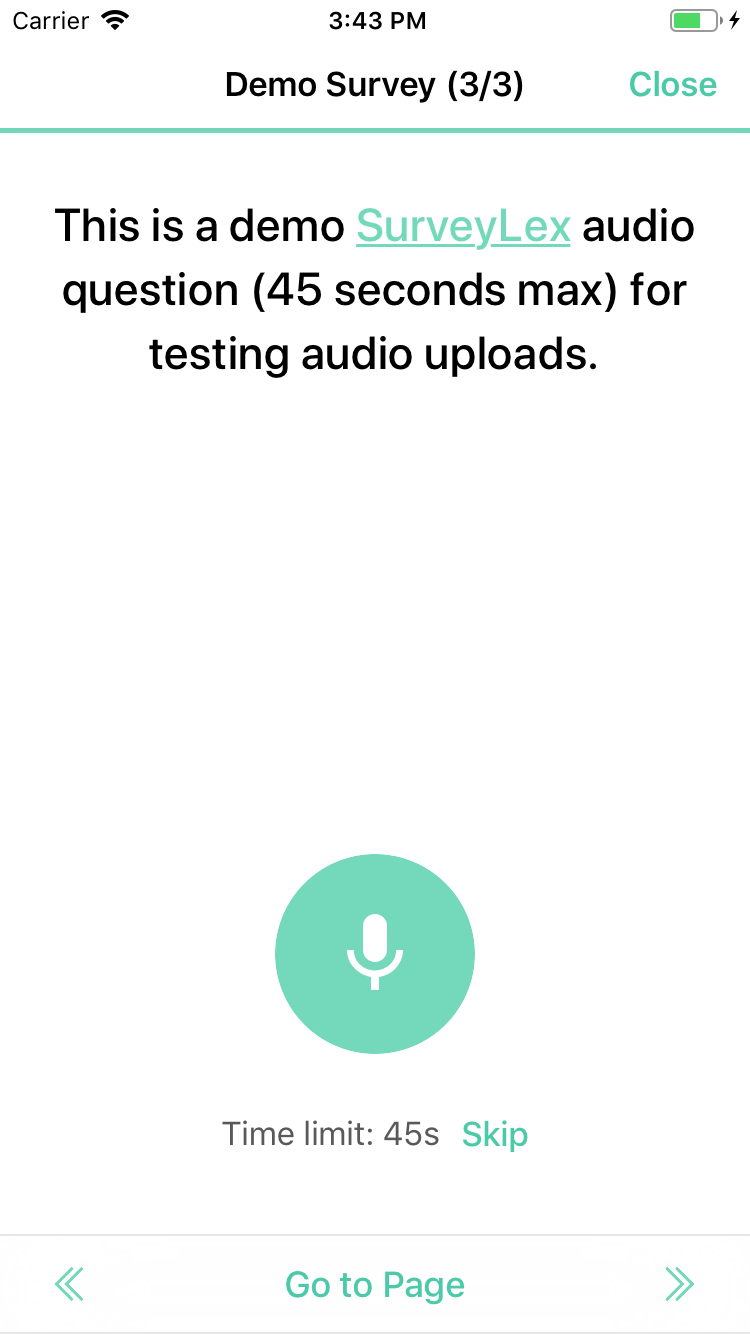 Carrier 3:43 PM
Demo Survey (3/3) Close
This is a demo SurveyLex audio
question (45 seconds max) for
testing audio uploads.
Time limit: 45s Skip
Go to Page